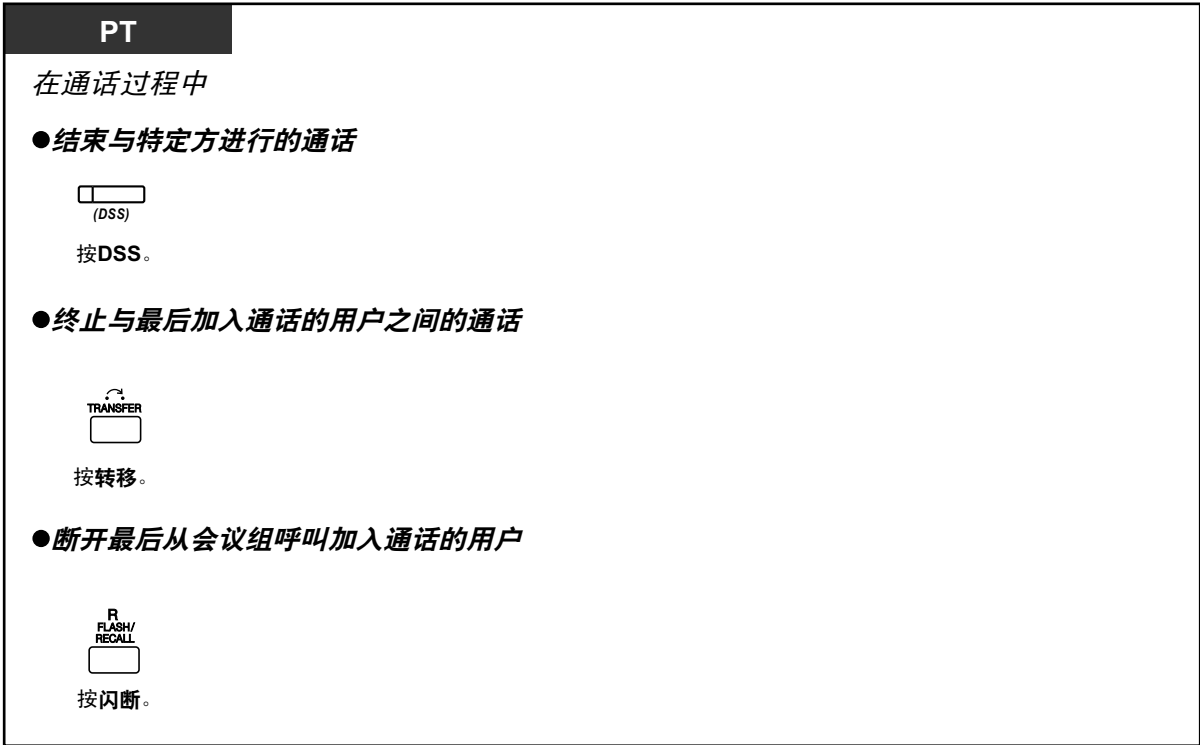 PT
在通话过程中
●结束与特定方进行的通话
(DSS)
按DSS。
●终止与最后加入通话的用户之间的通话
TRANSFER
按转移。
●断开最后从会议组呼叫加入通话的用户
R
FLASH/
RECALL
按闪断。